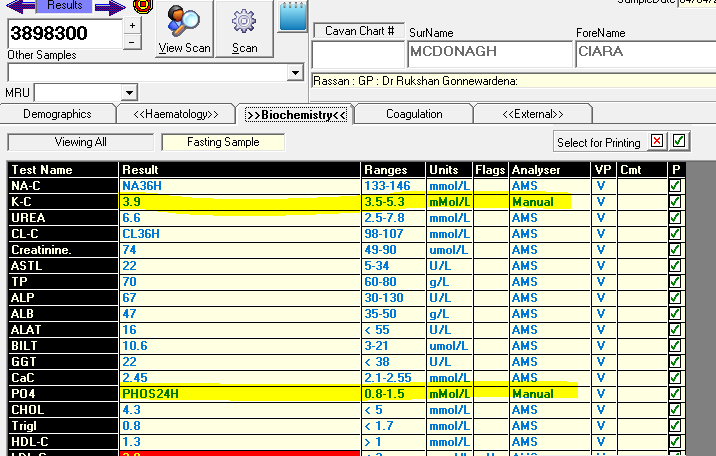 Results
SampleDate
3898300
+
-
View Scan
Scan
Other Samples
MRU
Cavan Chart #
SurName
ForeName
MCDONAGH
CIARA
Rassan : GP : Dr Rukshan Gonnewardena:
Demographics
<<Haematology>>
>>Biochemistry<<
Coagulation
<<External>>
Viewing All
Fasting Sample
Select for Printing
Test Name Result Ranges Units Flags Analyser VP Cmt P
NA-C NA36H 133-146 mmol/L AMS V
K-C 3.9 3.5-5.3 mMol/L Manual V
UREA 6.6 2.5-7.8 mmol/L AMS V
CL-C CL36H 98-107 mmol/L AMS V
Creatinine. 74 49-90 umol/L AMS V
ASTL 22 5-34 U/L AMS V
TP 70 60-80 g/L AMS V
ALP 67 30-130 U/L AMS V
ALB 47 35-50 g/L AMS V
ALAT 16 < 55 U/L AMS V
BILT 10.6 3-21 umol/L AMS V
GGT 22 < 38 U/L AMS V
CaC 2.45 2.1-2.55 mmol/L AMS V
PO4 PHOS24H 0.8-1.5 mMol/L Manual V
CHOL 4.3 < 5 mmol/L AMS V
Trigl 0.8 < 1.7 mmol/L AMS V
HDL-C 1.3 > 1 mmol/L AMS V